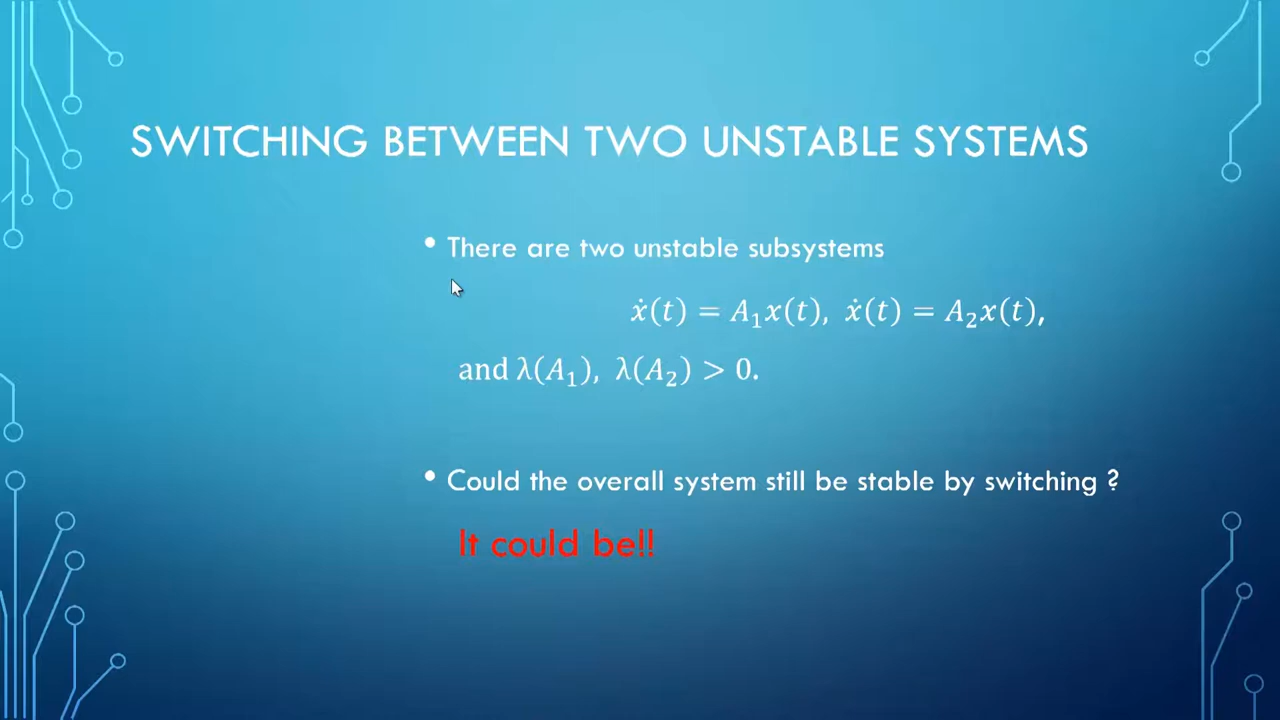 SWITCHING BETWEEN TWO UNSTABLE SYSTEMS
• There are two unstable subsystems
ẋ(t) = A₁x(t), ẋ(t) = A₂x(t),
and λ(A₁), λ(A₂) > 0.
• Could the overall system still be stable by switching ?
It could be!!